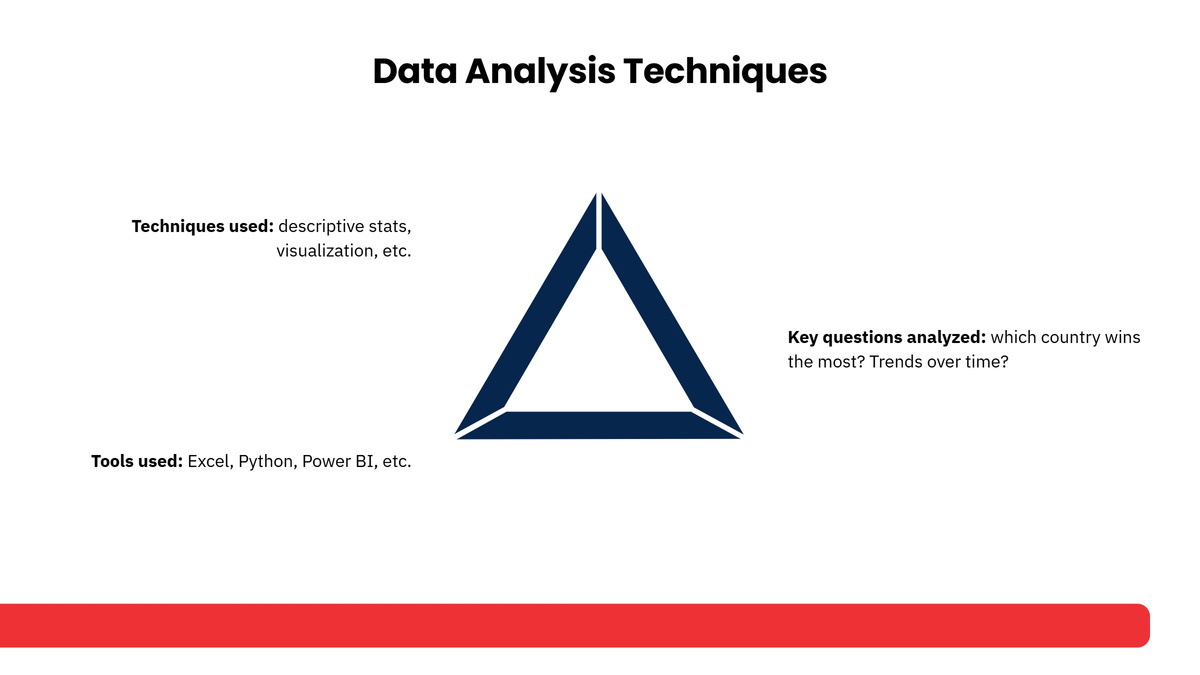 Data Analysis Techniques
Techniques used: descriptive stats,
visualization, etc.
Key questions analyzed: which country wins
the most? Trends over time?
Tools used: Excel, Python, Power BI, etc.